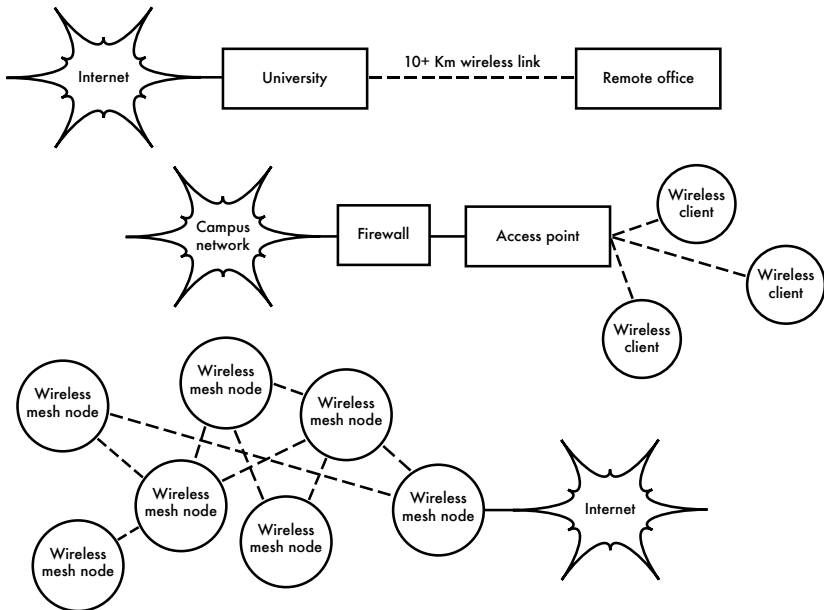 Internet
University
10+ Km wireless link
Remote office
Campus
network
Firewall
Access point
Wireless
client
Wireless
client
Wireless
client
Wireless
mesh node
Wireless
mesh node
Wireless
mesh node
Wireless
mesh node
Wireless
mesh node
Wireless
mesh node
Wireless
mesh node
Internet